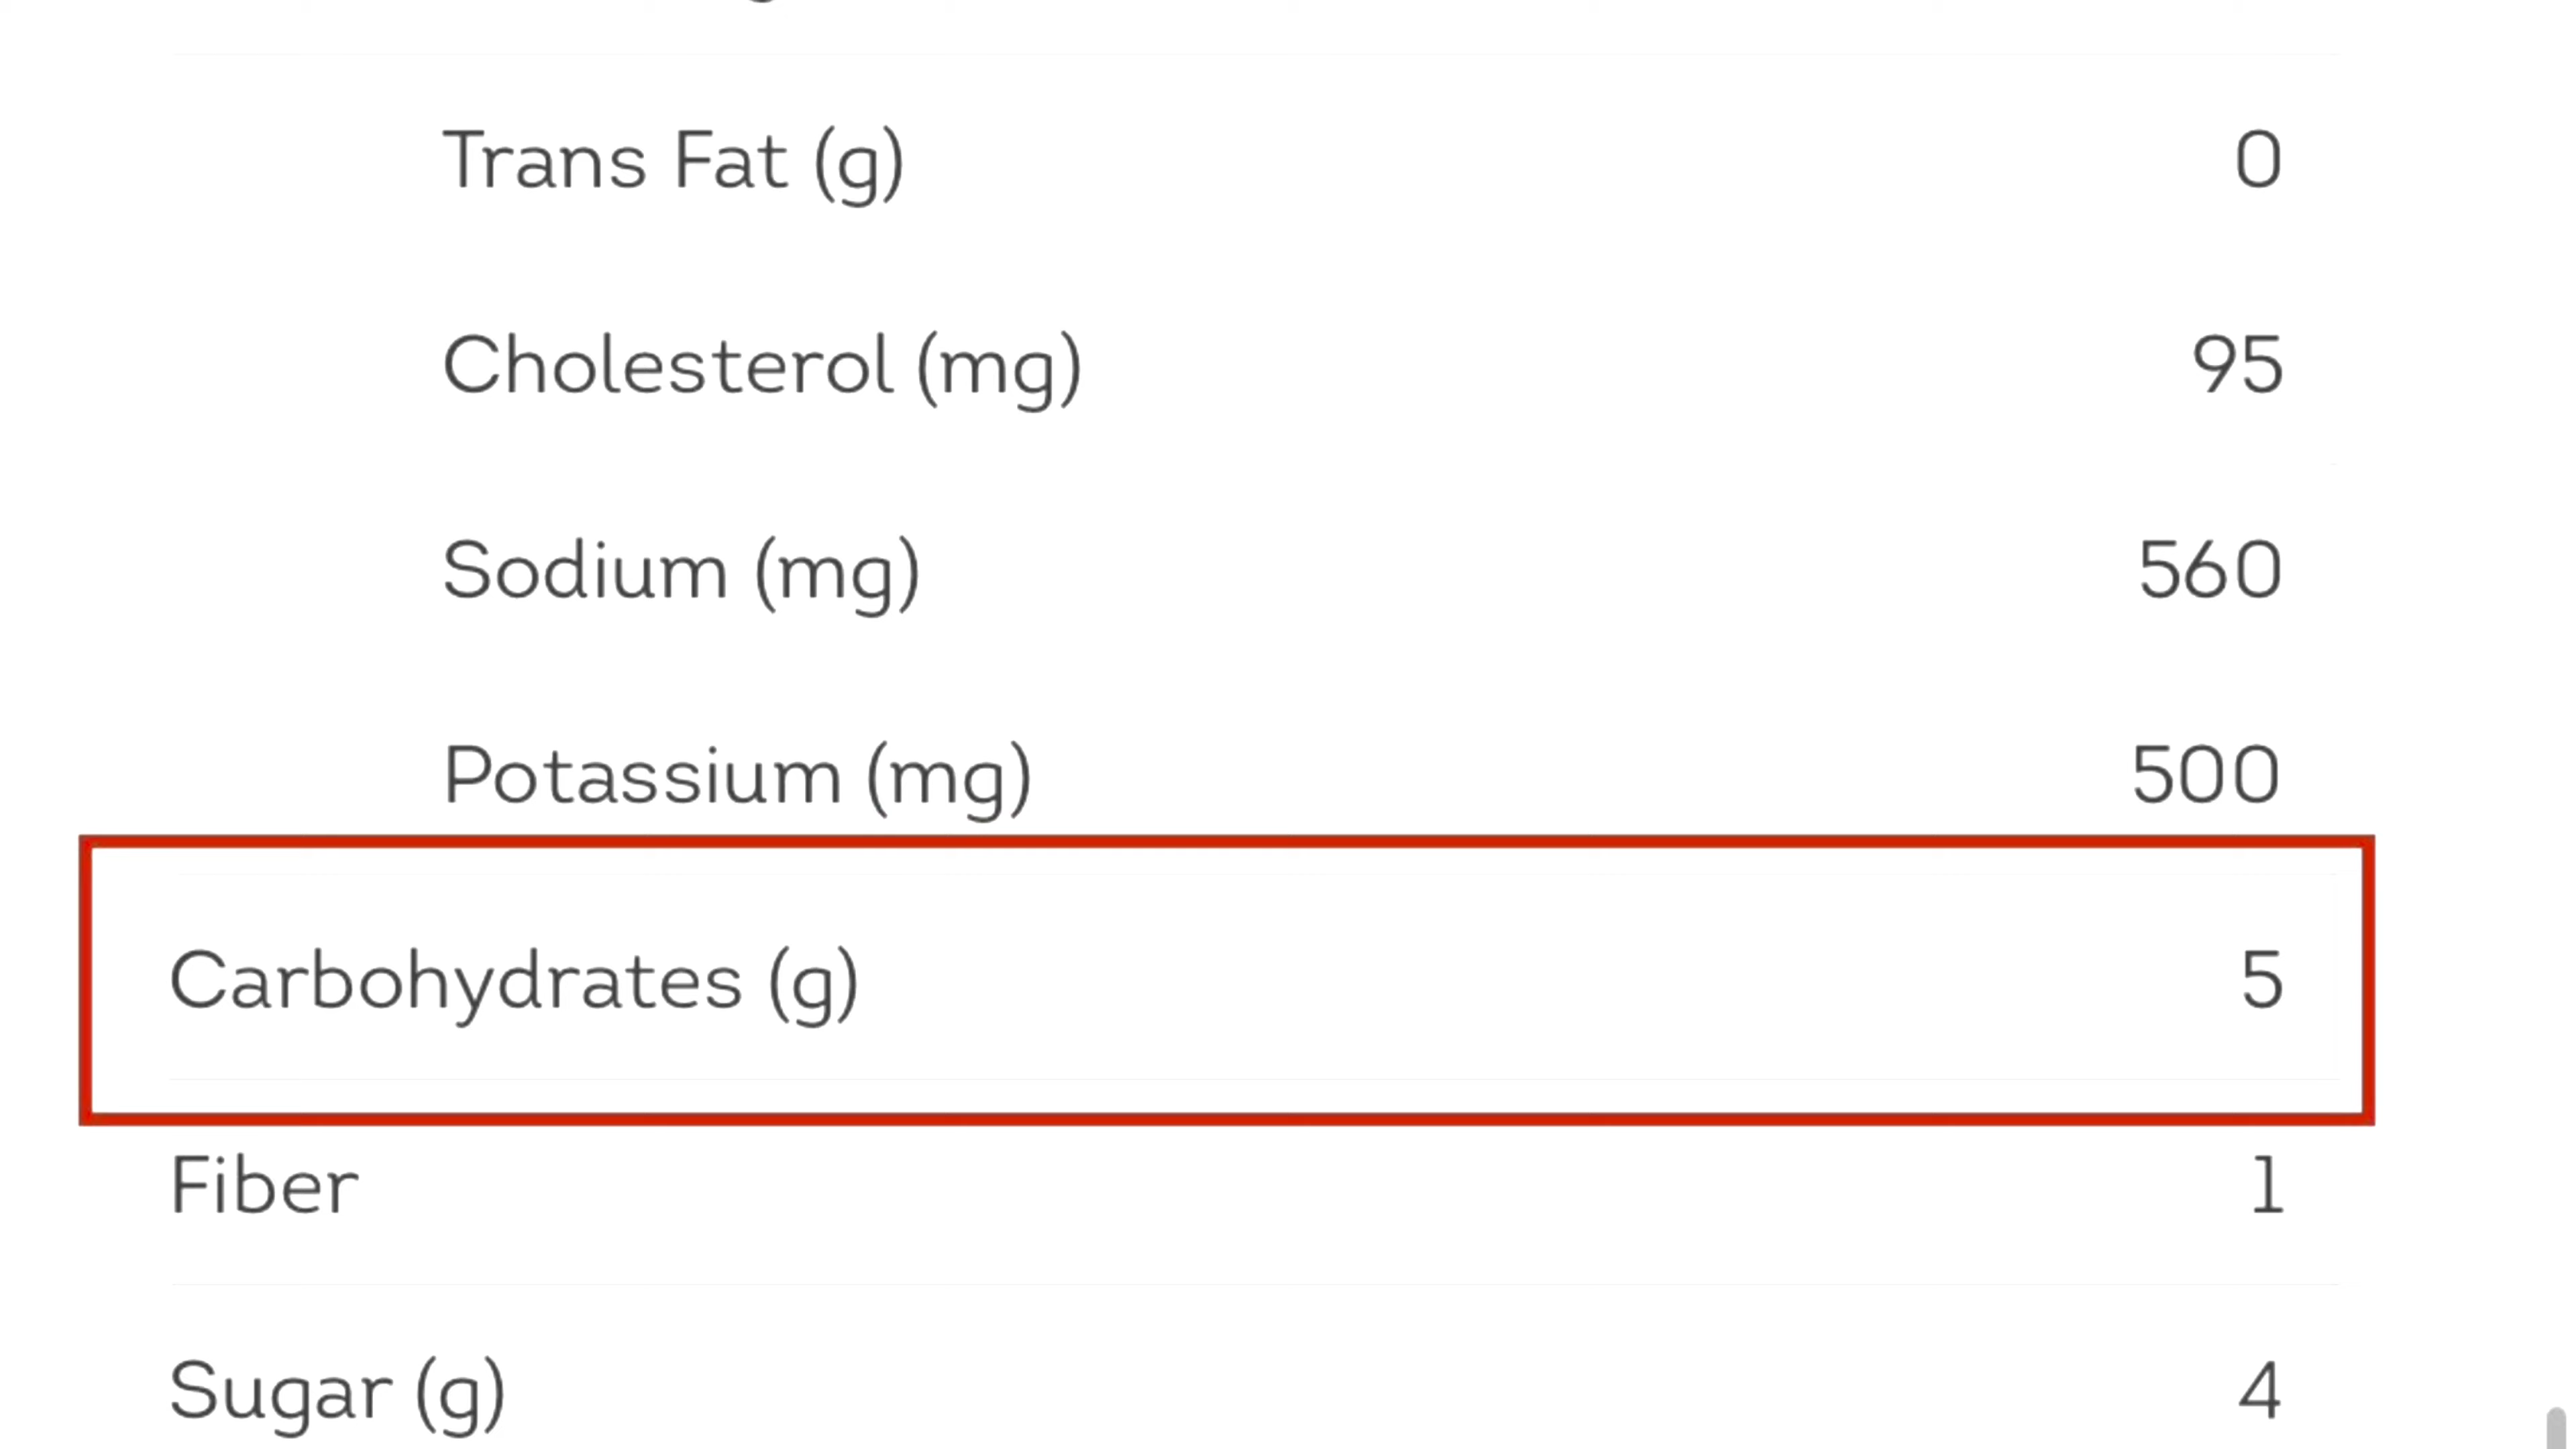 Trans Fat (g) 0
Cholesterol (mg) 95
Sodium (mg) 560
Potassium (mg) 500
Carbohydrates (g) 5
Fiber 1
Sugar (g) 4